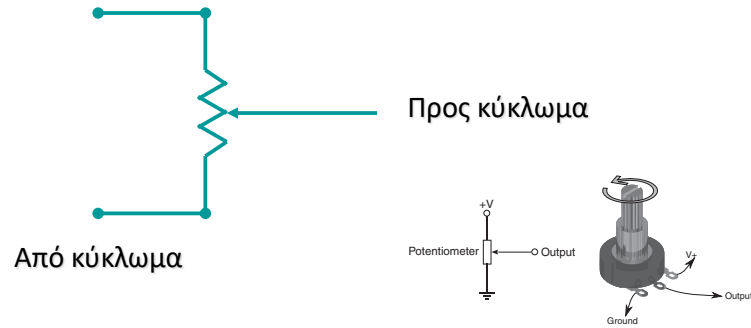 Προς κύκλωμα
Από κύκλωμα
+V
Potentiometer
Output
V+
Output
Ground